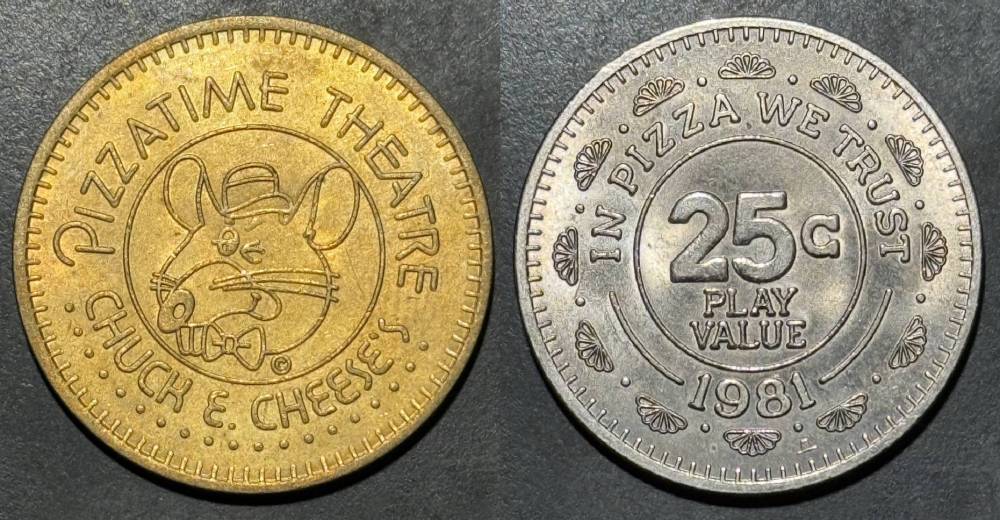 PIZZATIME THEATRE
CHUCK E. CHEESE'S
©
IN PIZZA WE TRUST
25¢
PLAY
VALUE
1981